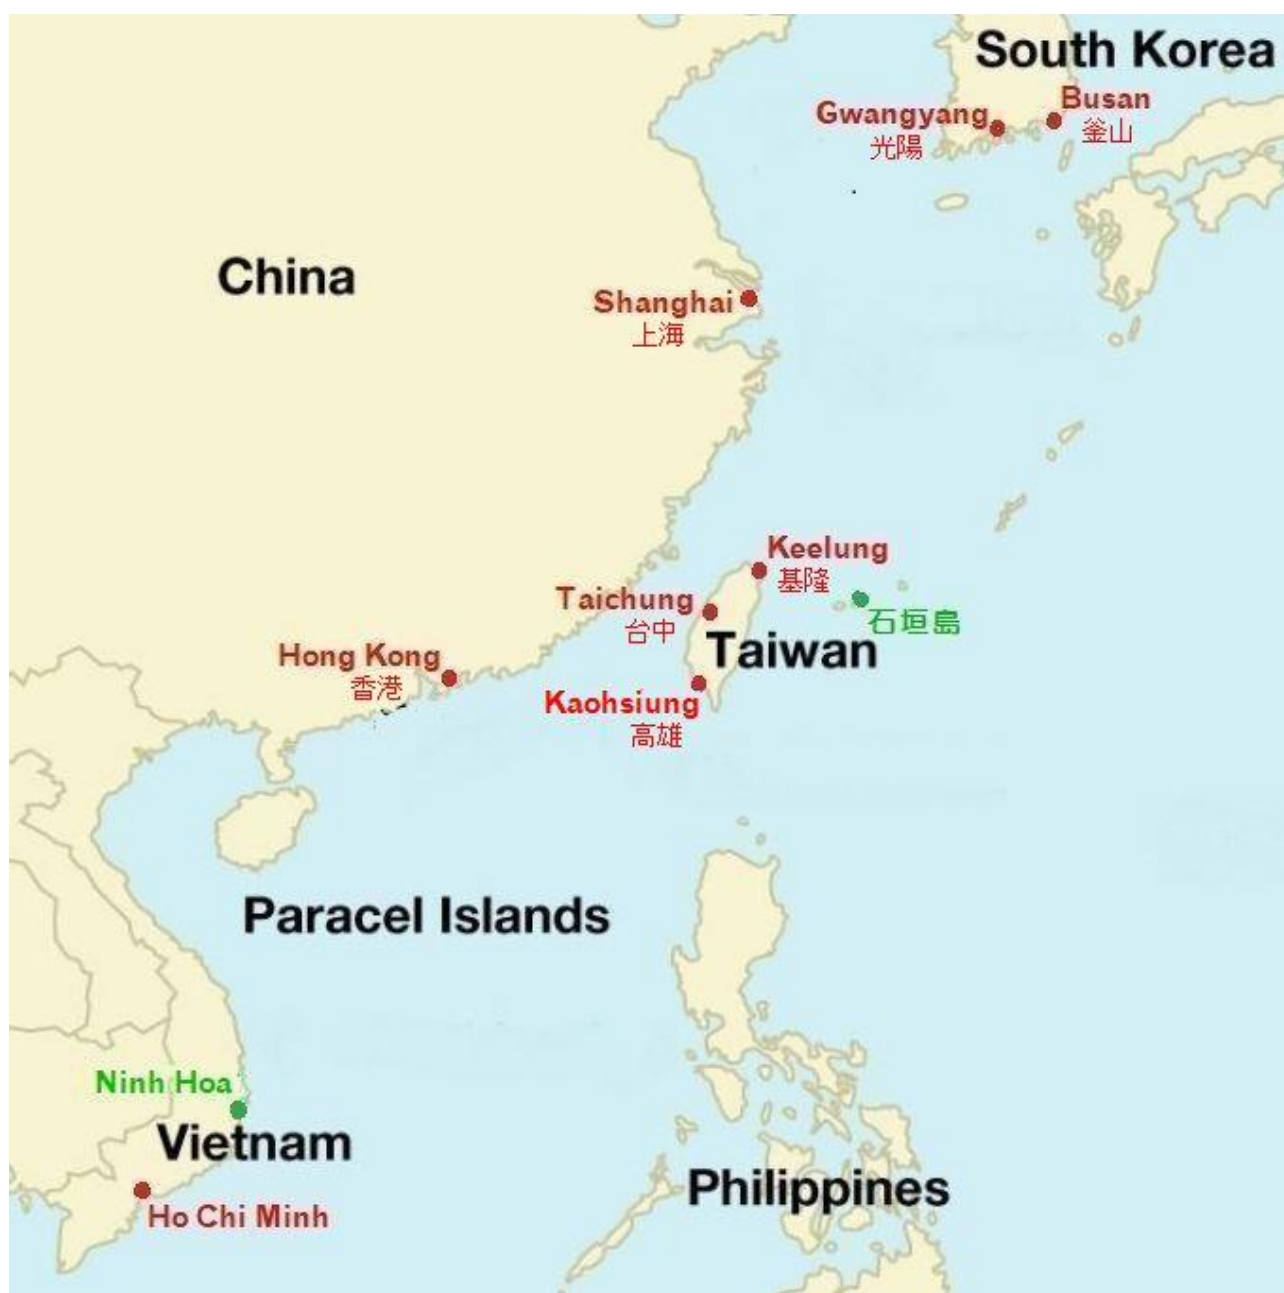 South Korea
Gwangyang
光陽
Busan
釜山
China
Shanghai
上海
Keelung
基隆
Taichung
台中
石垣島
Taiwan
Hong Kong
香港
Kaohsiung
高雄
Paracel Islands
Ninh Hoa
Vietnam
Philippines
Ho Chi Minh